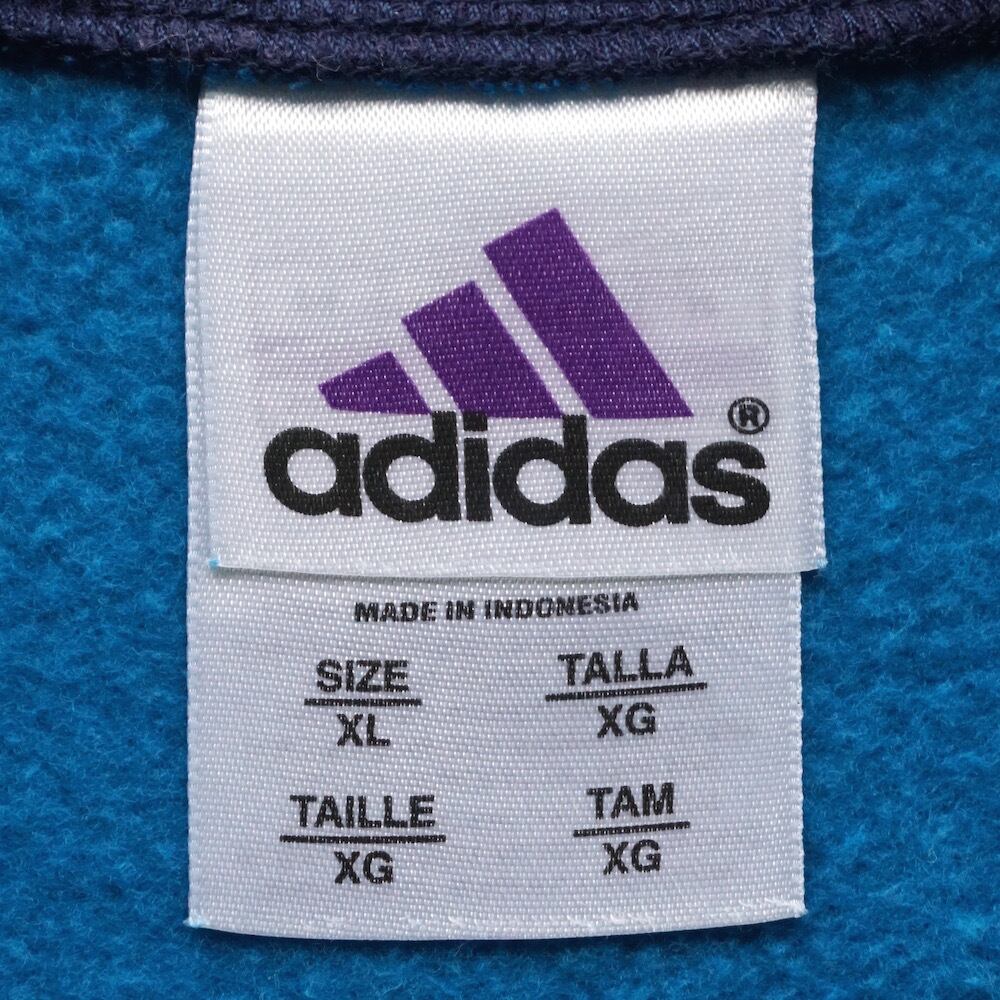 adidas®
MADE IN INDONESIA
SIZE TALLA
XL XG
TAILLE TAM
XG XG